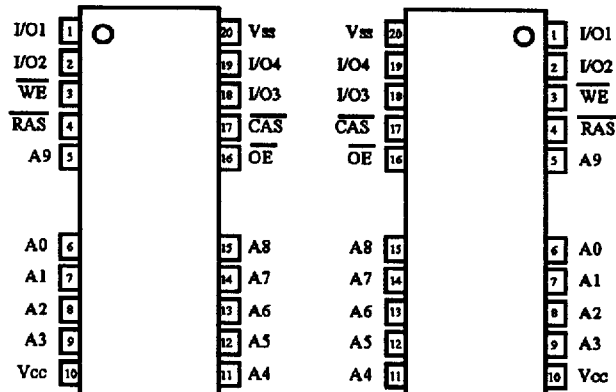 I/O1 1 20 Vss Vss 20 1 I/O1
I/O2 2 19 I/O4 I/O4 19 2 I/O2
WE 3 18 I/O3 I/O3 18 3 WE
RAS 4 17 CAS CAS 17 4 RAS
A9 5 16 OE OE 16 5 A9
A0 6 15 A8 A8 15 6 A0
A1 7 14 A7 A7 14 7 A1
A2 8 13 A6 A6 13 8 A2
A3 9 12 A5 A5 12 9 A3
Vcc 10 11 A4 A4 11 10 Vcc